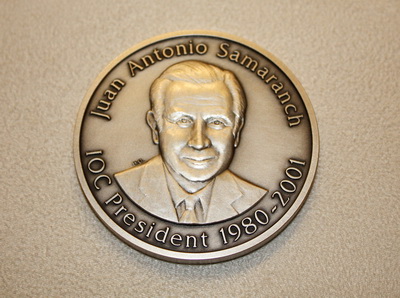 Juan Antonio Samaranch
IOC President 1980-2001